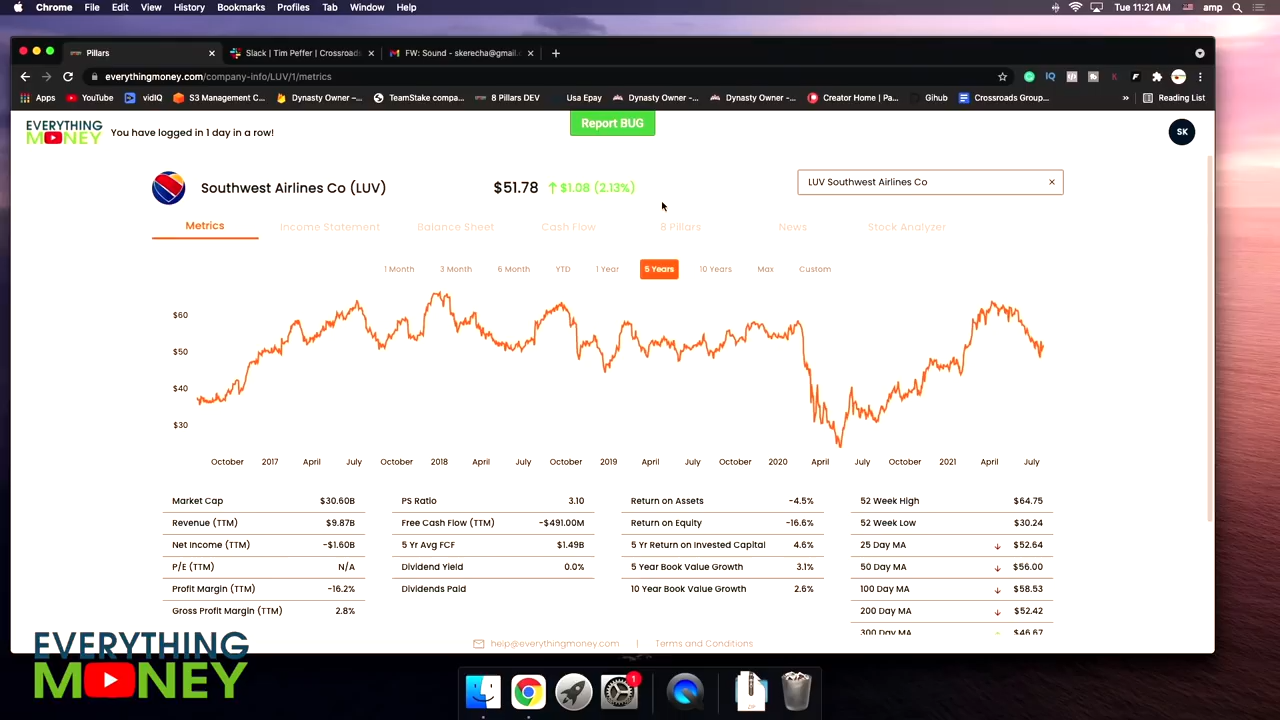 Chrome File Edit View History Bookmarks Profiles Tab Window Help Tue 11:21 AM amp
Pillars Slack | Tim Peffer | Crossroads FW: Sound - skerecha@gmail.c
everythingmoney.com/company-info/LUV/1/metrics
Apps YouTube vidIQ S3 Management C... Dynasty Owner –... TeamStake compa... 8 Pillars DEV Usa Epay Dynasty Owner -... Dynasty Owner -... Creator Home | Pa... Gihub Crossroads Group... » Reading List
EVERYTHING MONEY You have logged in 1 day in a row! Report BUG SK
Southwest Airlines Co (LUV) $51.78 ↑ $1.08 (2.13%) LUV Southwest Airlines Co ×
Metrics Income Statement Balance Sheet Cash Flow 8 Pillars News Stock Analyzer
1 Month 3 Month 6 Month YTD 1 Year 5 Years 10 Years Max Custom
$60
$50
$40
$30
October 2017 April July October 2018 April July October 2019 April July October 2020 April July October 2021 April July
Market Cap $30.60B PS Ratio 3.10 Return on Assets -4.5% 52 Week High $64.75
Revenue (TTM) $9.87B Free Cash Flow (TTM) -$491.00M Return on Equity -16.6% 52 Week Low $30.24
Net Income (TTM) -$1.60B 5 Yr Avg FCF $1.49B 5 Yr Return on Invested Capital 4.6% 25 Day MA ↓ $52.64
P/E (TTM) N/A Dividend Yield 0.0% 5 Year Book Value Growth 3.1% 50 Day MA ↓ $56.00
Profit Margin (TTM) -16.2% Dividends Paid 10 Year Book Value Growth 2.6% 100 Day MA ↓ $58.53
Gross Profit Margin (TTM) 2.8% 200 Day MA ↓ $52.42
300 Day MA $46.67
help@everythingmoney.com | Terms and Conditions
EVERYTHING
MONEY
1
ZIP